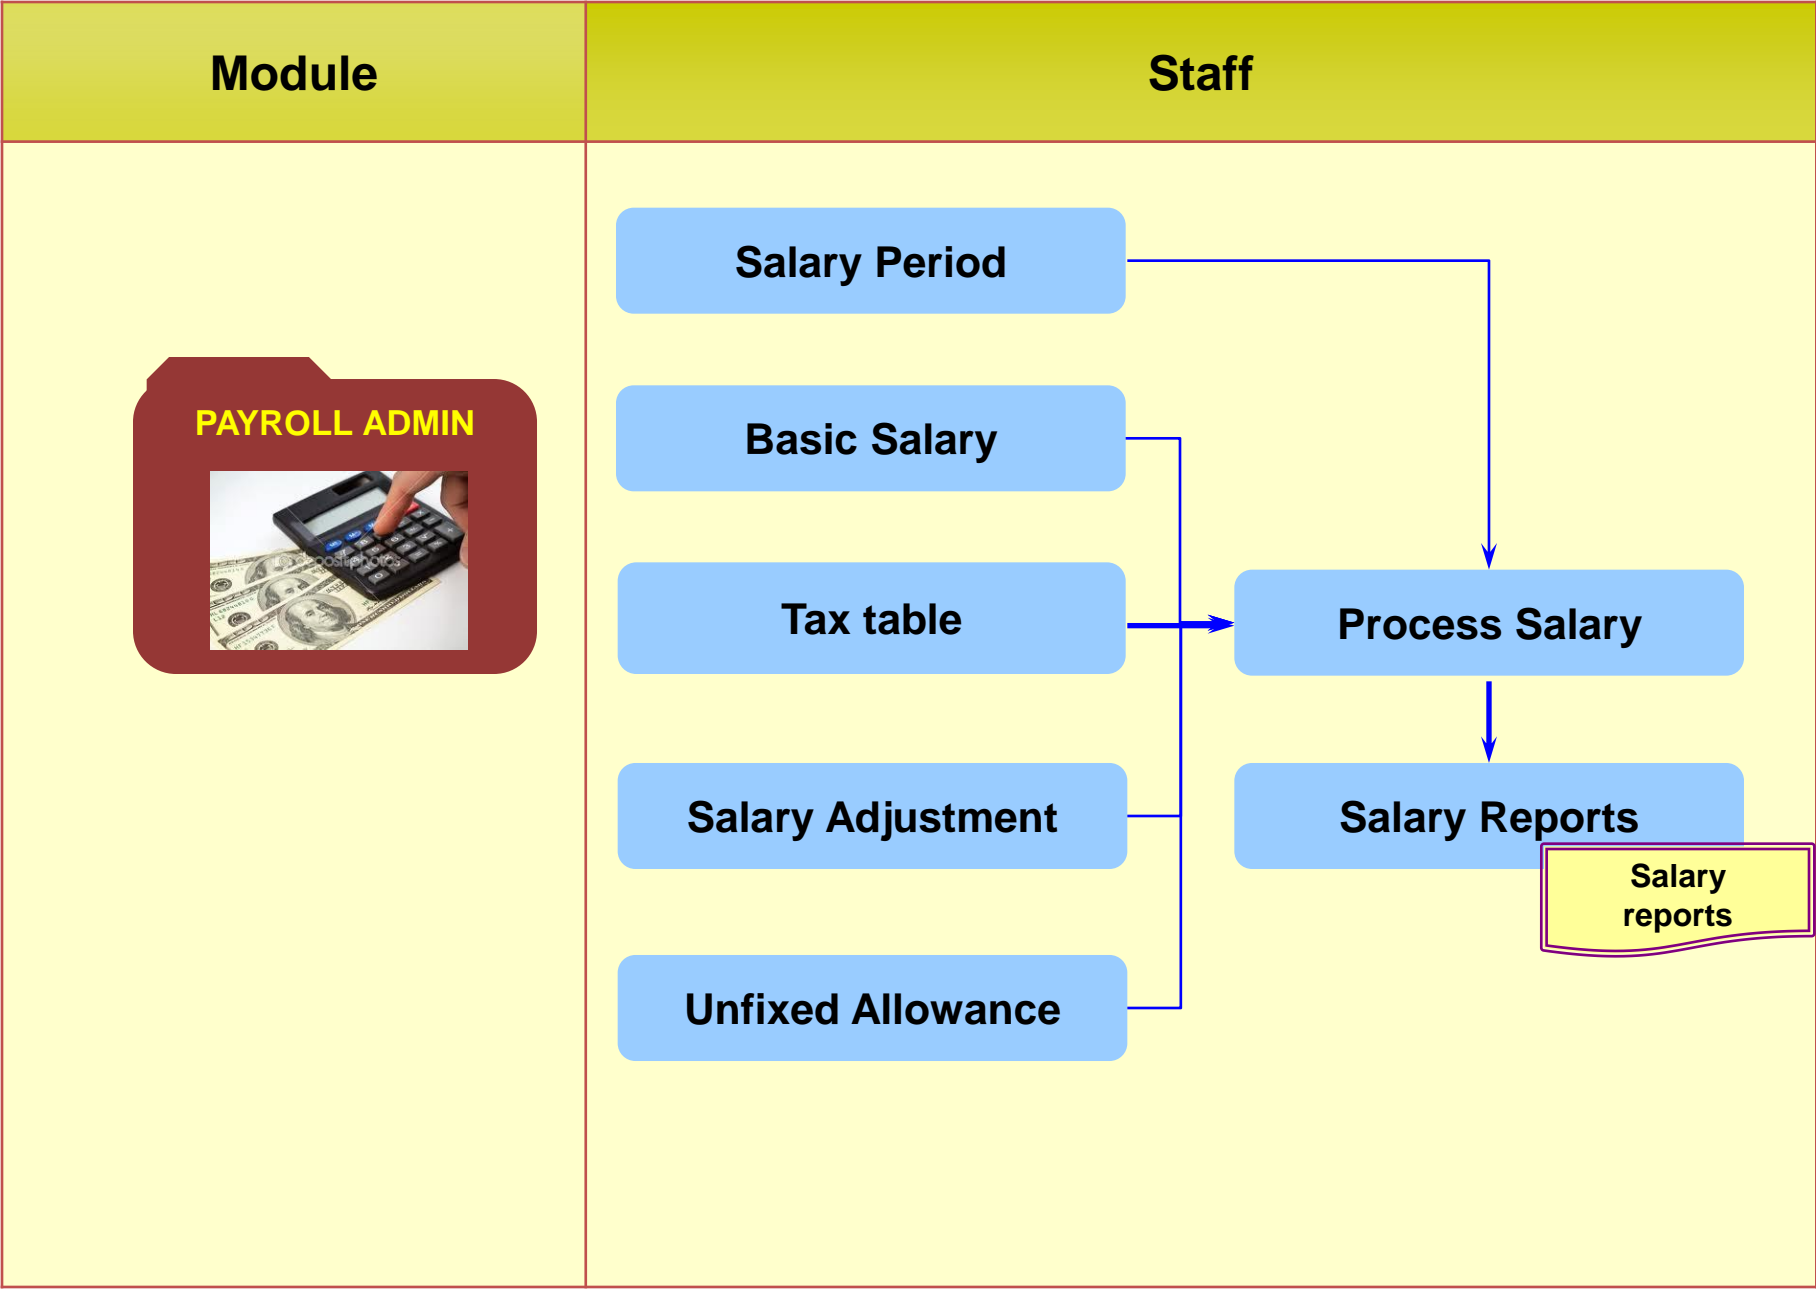 Module
Staff
Salary Period
PAYROLL ADMIN
Basic Salary
Tax table
Process Salary
Salary Adjustment
Salary Reports
Salary
reports
Unfixed Allowance